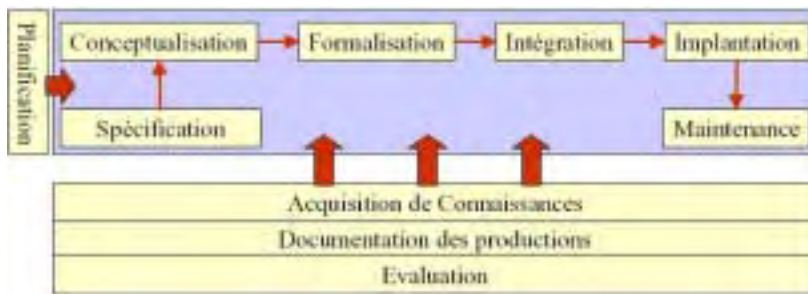 Planification
Conceptualisation
Formalisation
Intégration
Implantation
Spécification
Maintenance
Acquisition de Connaissances
Documentation des productions
Evaluation